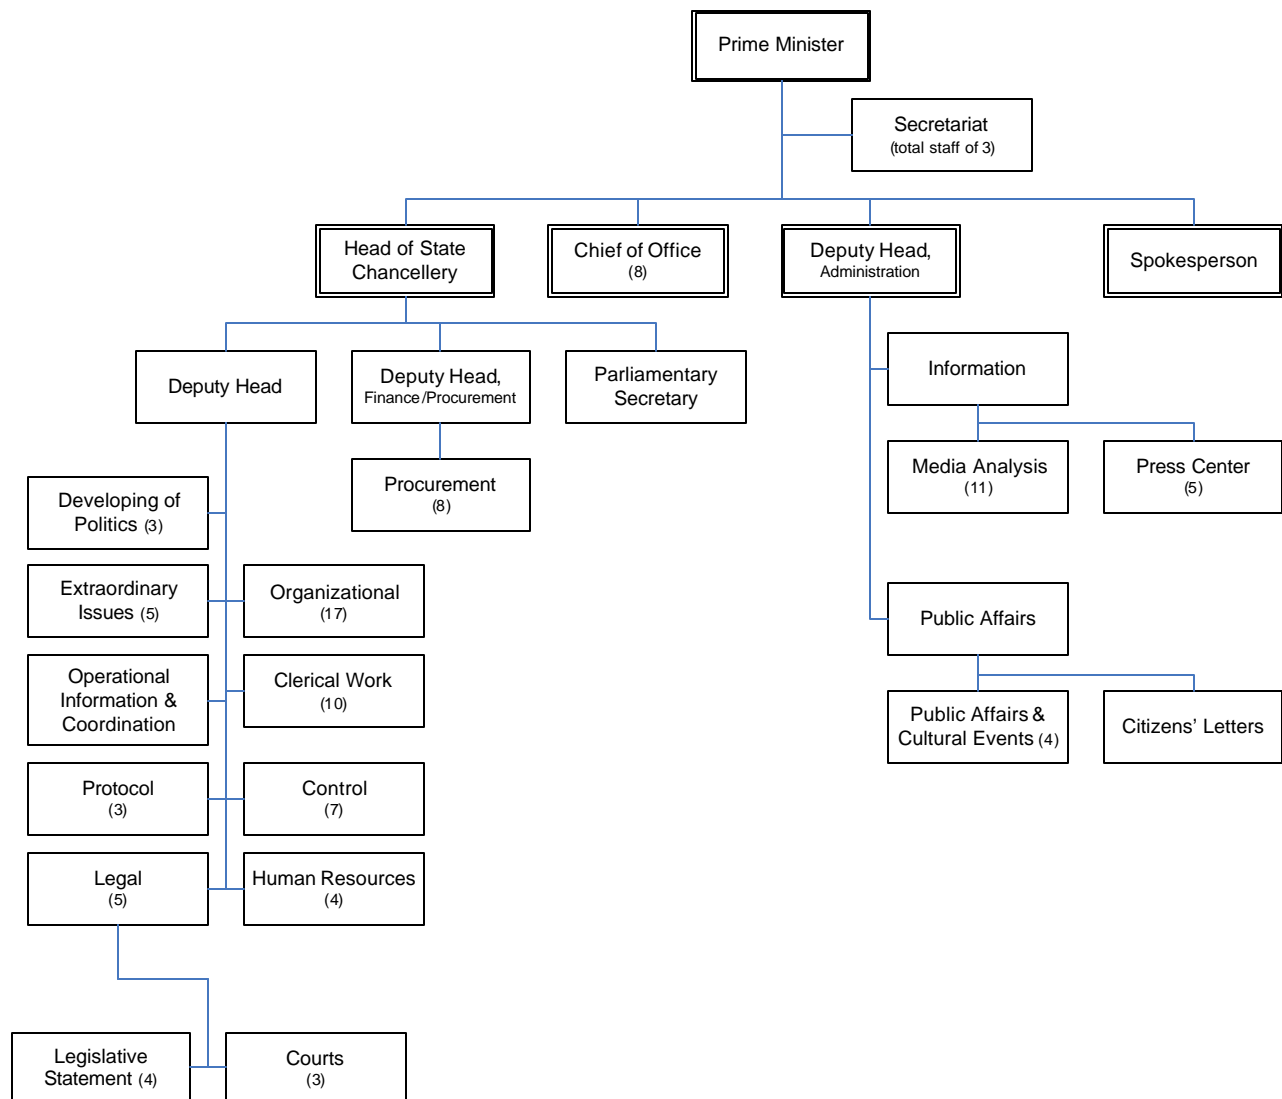 Prime Minister
Secretariat
(total staff of 3)
Head of State
Chancellery
Chief of Office
(8)
Deputy Head,
Administration
Spokesperson
Deputy Head
Deputy Head,
Finance/Procurement
Parliamentary
Secretary
Information
Procurement
(8)
Media Analysis
(11)
Press Center
(5)
Developing of
Politics (3)
Extraordinary
Issues (5)
Organizational
(17)
Public Affairs
Operational
Information &
Coordination
Clerical Work
(10)
Public Affairs &
Cultural Events (4)
Citizens’ Letters
Protocol
(3)
Control
(7)
Legal
(5)
Human Resources
(4)
Legislative
Statement (4)
Courts
(3)